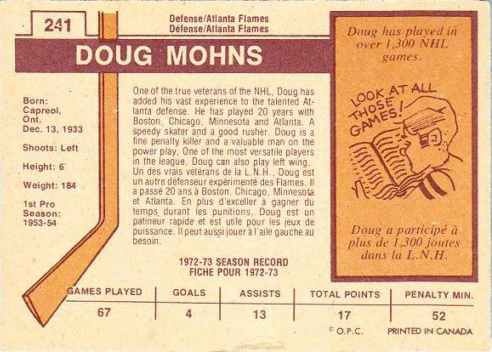 241
Defense/Atlanta Flames
Défense/Atlanta Flames
DOUG MOHNS
Born:
Capreol,
Ont.
Dec. 13, 1933
Shoots: Left
Height: 6'
Weight: 184
1st Pro
Season:
1953-54
One of the true veterans of the NHL, Doug has
added his vast experience to the talented At-
lanta defense. He has played 20 years with
Boston, Chicago, Minnesota and Atlanta. A
speedy skater and a good rusher. Doug is a
fine penalty killer and a valuable man on the
power play. One of the most versatile players
in the league, Doug can also play left wing.
Un des vrais vétérans de la L.N.H., Doug est
un autre défenseur expérimenté des Flames. Il
a passé 20 ans à Boston, Chicago, Minnesota
et Atlanta. En plus d'exceller à gagner du
temps, durant les punitions, Doug est un
patineur rapide et est utile pour les jeux de
puissance. Il peut aussi jouer à l'aile gauche au
besoin.
Doug has played in
over 1,300 NHL
games.
LOOK AT ALL
THOSE
GAMES!
Doug a participé à
plus de 1,300 joutes
dans la L.N.H.
1972-73 SEASON RECORD
FICHE POUR 1972-73
GAMES PLAYED GOALS ASSISTS TOTAL POINTS PENALTY MIN.
67 4 13 17 52
© O.P.C. PRINTED IN CANADA